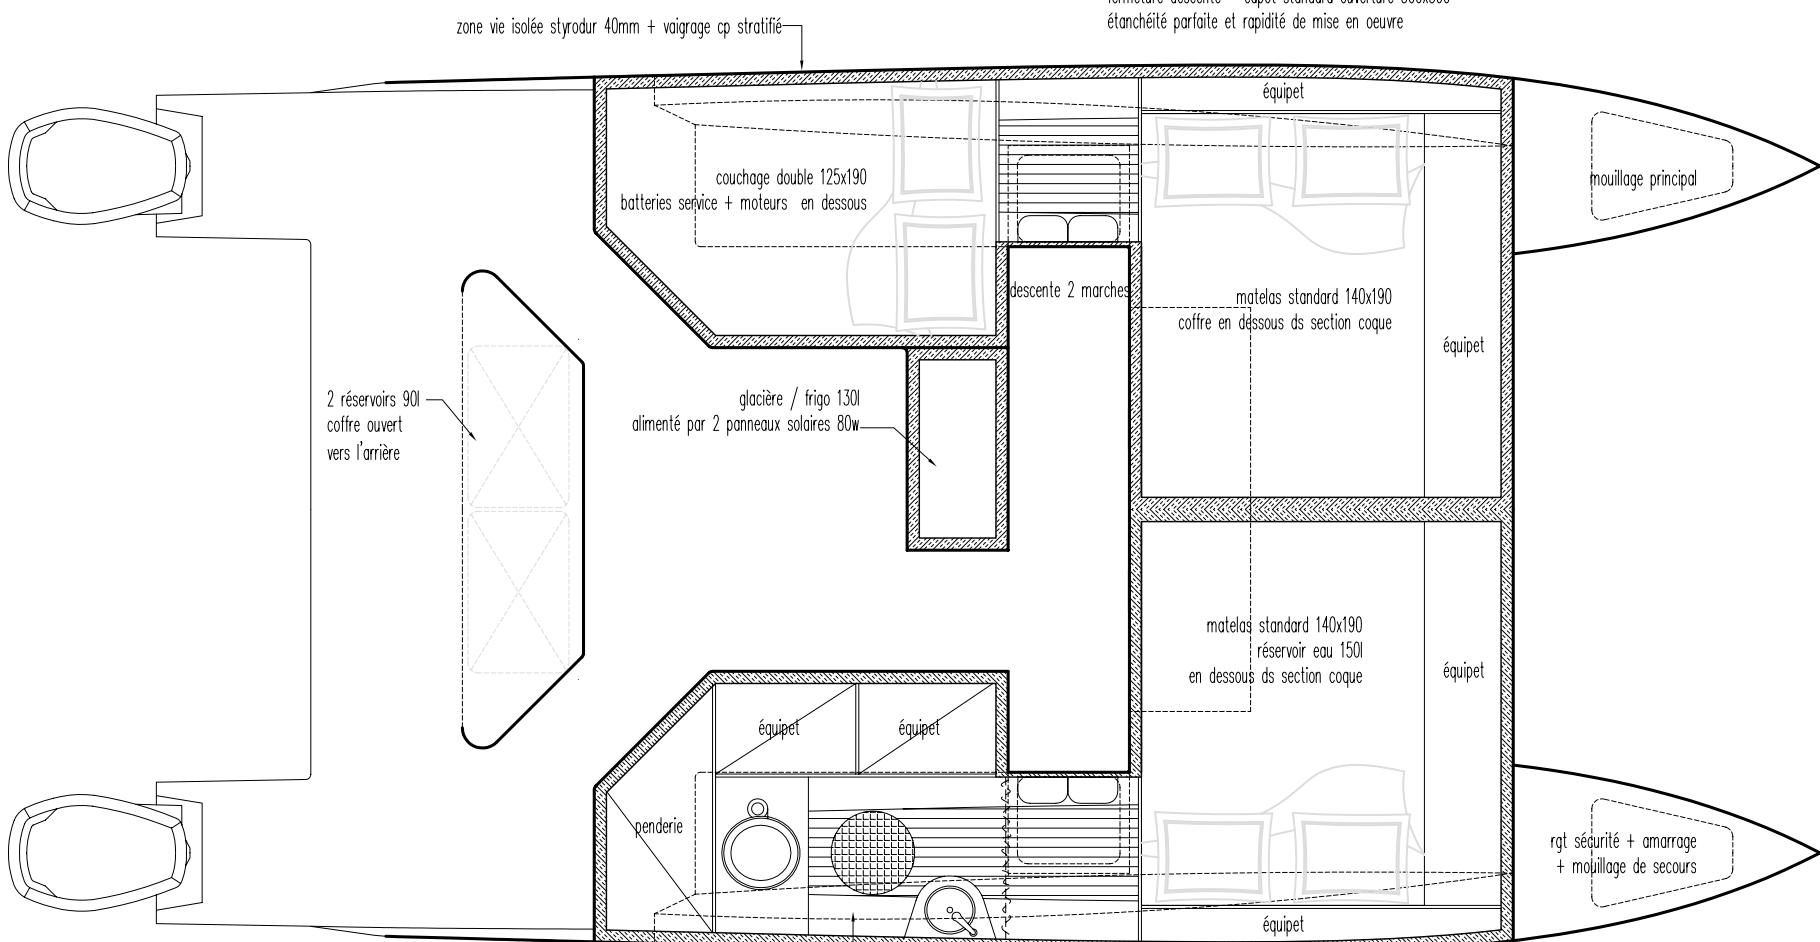 étanchéité parfaite et rapidité de mise en oeuvre
zone vie isolée styrodur 40mm + vaigrage cp stratifié
équipet
couchage double 125x190
batteries service + moteurs en dessous
mouillage principal
descente 2 marches
matelas standard 140x190
coffre en dessous ds section coque
équipet
2 réservoirs 90l
coffre ouvert
vers l'arrière
glacière / frigo 130l
alimenté par 2 panneaux solaires 80w
matelas standard 140x190
réservoir eau 150l
en dessous ds section coque
équipet
équipet
équipet
penderie
rgt sécurité + amarrage
+ mouillage de secours
équipet